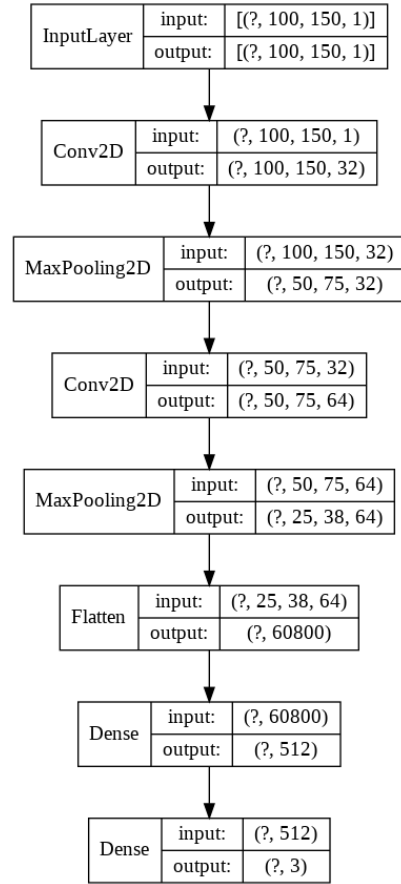 InputLayer
input: [(?, 100, 150, 1)]
output: [(?, 100, 150, 1)]
Conv2D
input: (?, 100, 150, 1)
output: (?, 100, 150, 32)
MaxPooling2D
input: (?, 100, 150, 32)
output: (?, 50, 75, 32)
Conv2D
input: (?, 50, 75, 32)
output: (?, 50, 75, 64)
MaxPooling2D
input: (?, 50, 75, 64)
output: (?, 25, 38, 64)
Flatten
input: (?, 25, 38, 64)
output: (?, 60800)
Dense
input: (?, 60800)
output: (?, 512)
Dense
input: (?, 512)
output: (?, 3)